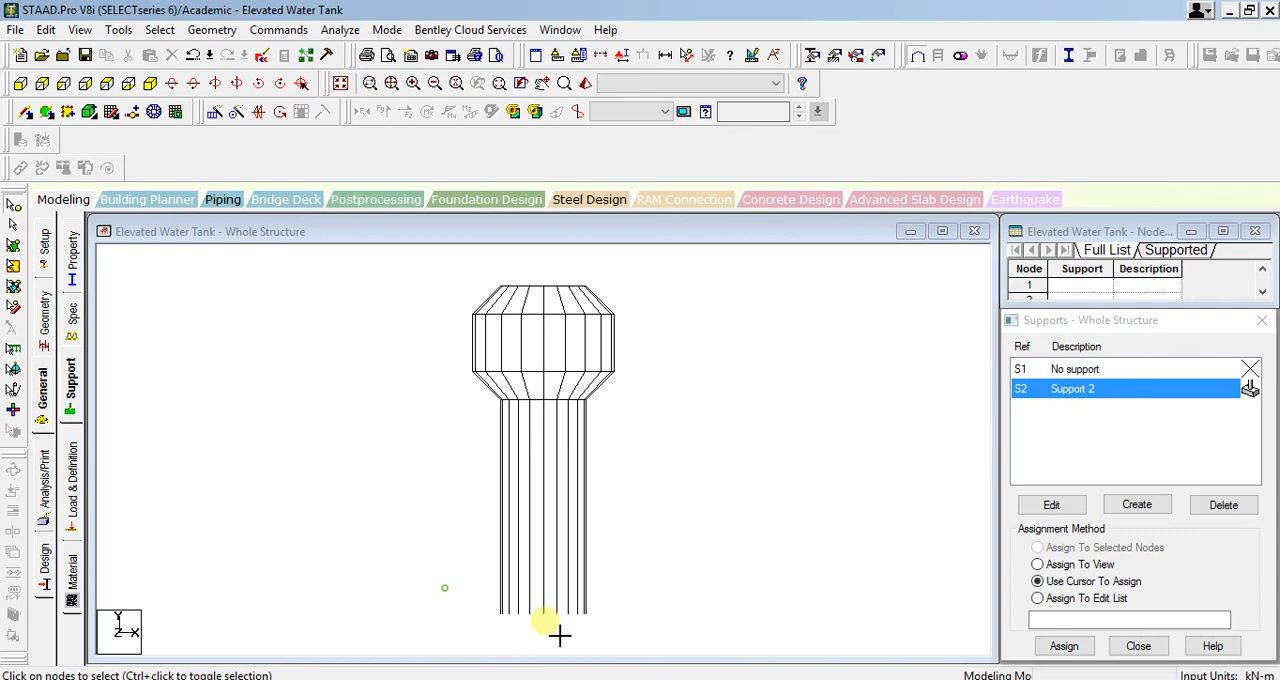 STAAD.Pro V8i (SELECTseries 6)/Academic - Elevated Water Tank
File Edit View Tools Select Geometry Commands Analyze Mode Bentley Cloud Services Window Help
Modeling Building Planner Piping Bridge Deck Postprocessing Foundation Design Steel Design RAM Connection Concrete Design Advanced Slab Design Earthquake
Setup
Geometry
General
Analysis/Print
Design
Property
Spec
Support
Load & Definition
Material
Elevated Water Tank - Whole Structure
Y
Z X
Elevated Water Tank - Node...
Full List Supported
Node Support Description
1
Supports - Whole Structure
Ref Description
S1 No support
S2 Support 2
Edit Create Delete
Assignment Method
Assign To Selected Nodes
Assign To View
Use Cursor To Assign
Assign To Edit List
Assign Close Help
Click on nodes to select (Ctrl+click to toggle selection) Modeling Mo Input Units: kN-m